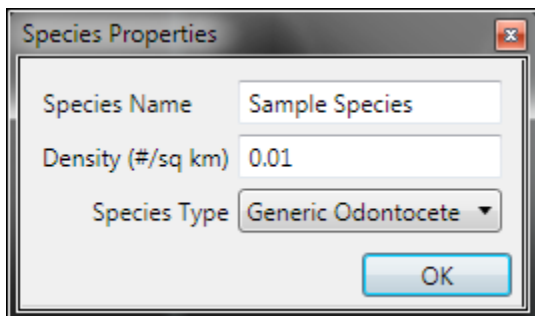 Species Properties
Species Name Sample Species
Density (#/sq km) 0.01
Species Type Generic Odontocete
OK